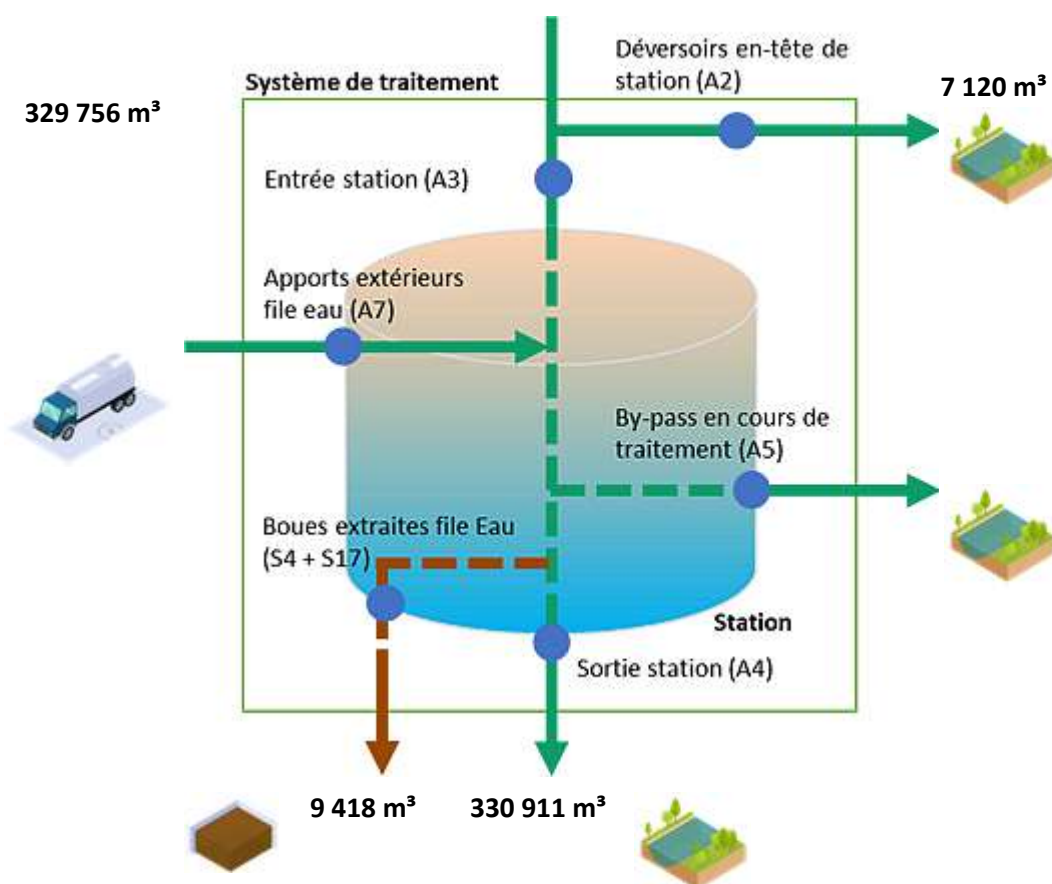 Déversoirs en-tête de
station (A2)
Système de traitement
7 120 m³
329 756 m³
Entrée station (A3)
Apports extérieurs
file eau (A7)
By-pass en cours de
traitement (A5)
Boues extraites file Eau
(S4 + S17)
Station
Sortie station (A4)
9 418 m³
330 911 m³